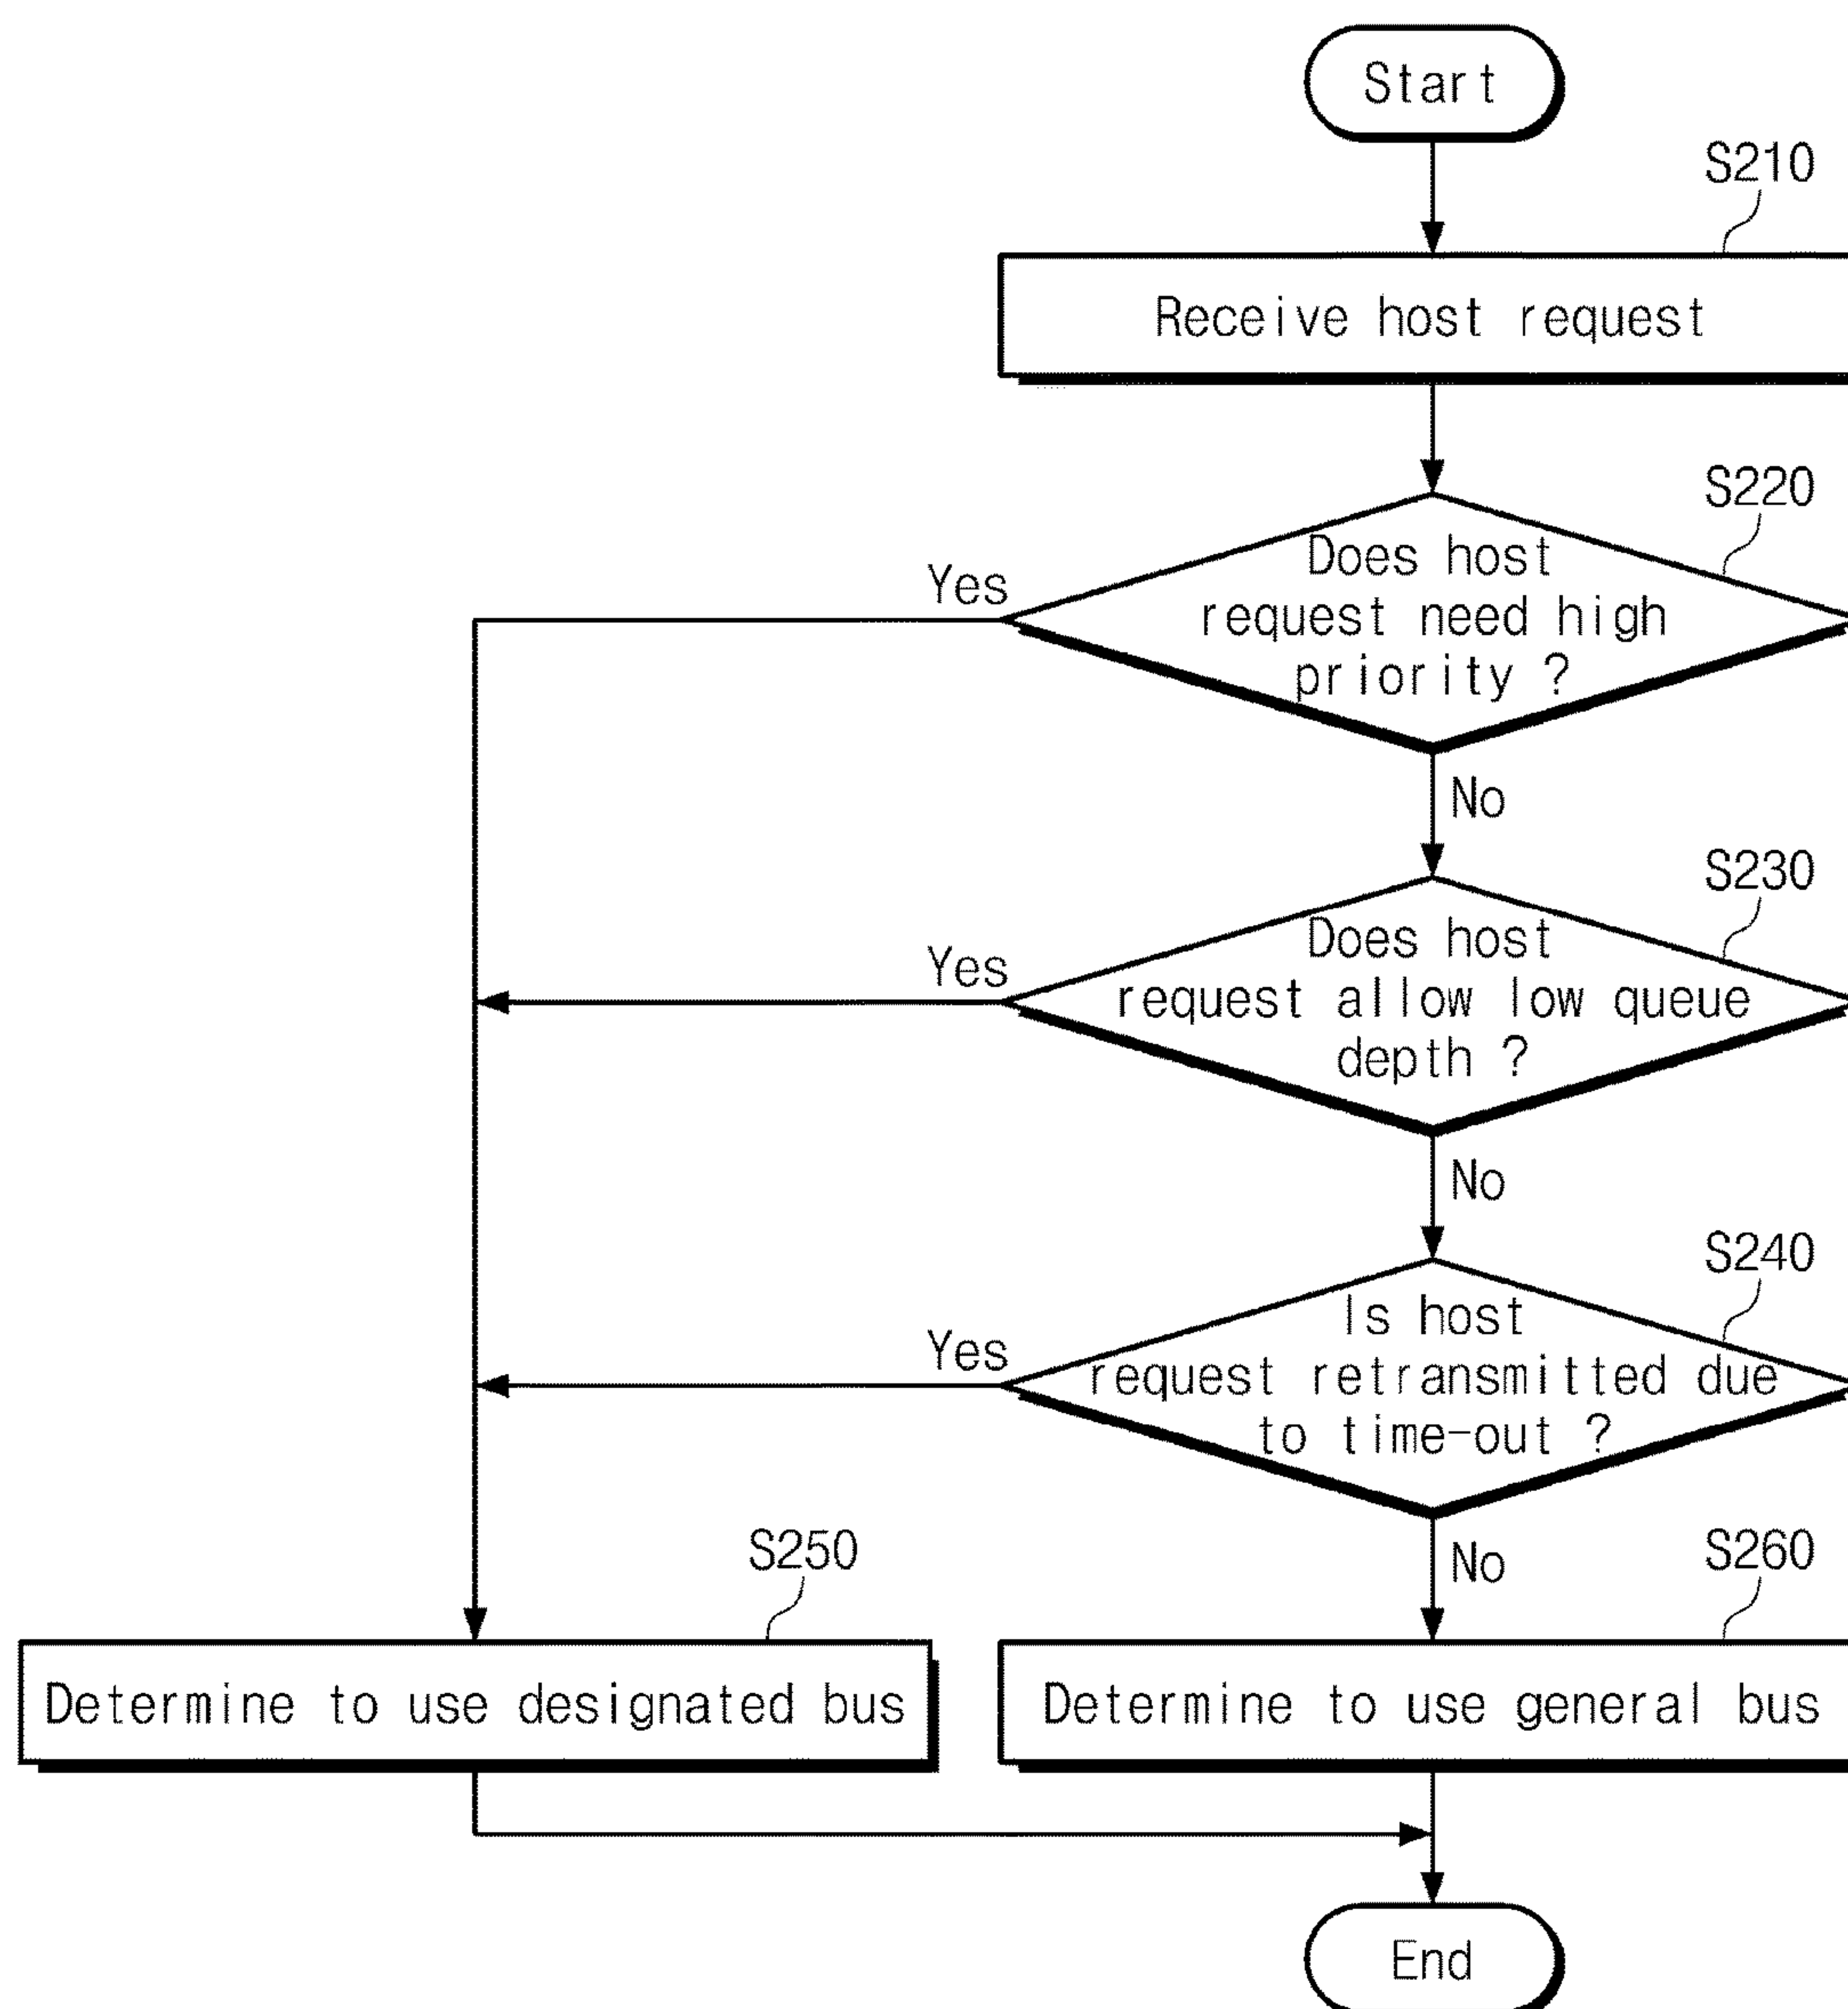 Start
S210
Receive host request
S220
Does host
request need high
priority ?
Yes
No
S230
Does host
request allow low queue
depth ?
Yes
No
S240
Is host
request retransmitted due
to time-out ?
Yes
No
S250
Determine to use designated bus
S260
Determine to use general bus
End